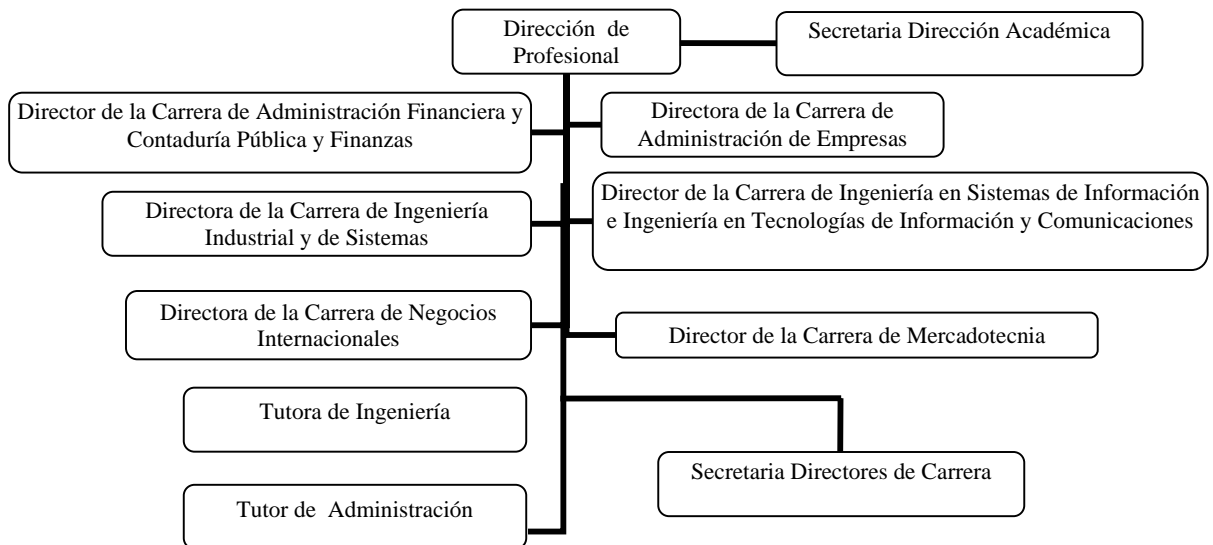 Dirección de
Profesional
Secretaria Dirección Académica
Director de la Carrera de Administración Financiera y
Contaduría Pública y Finanzas
Directora de la Carrera de
Administración de Empresas
Directora de la Carrera de Ingeniería
Industrial y de Sistemas
Director de la Carrera de Ingeniería en Sistemas de Información
e Ingeniería en Tecnologías de Información y Comunicaciones
Directora de la Carrera de Negocios
Internacionales
Director de la Carrera de Mercadotecnia
Tutora de Ingeniería
Secretaria Directores de Carrera
Tutor de Administración